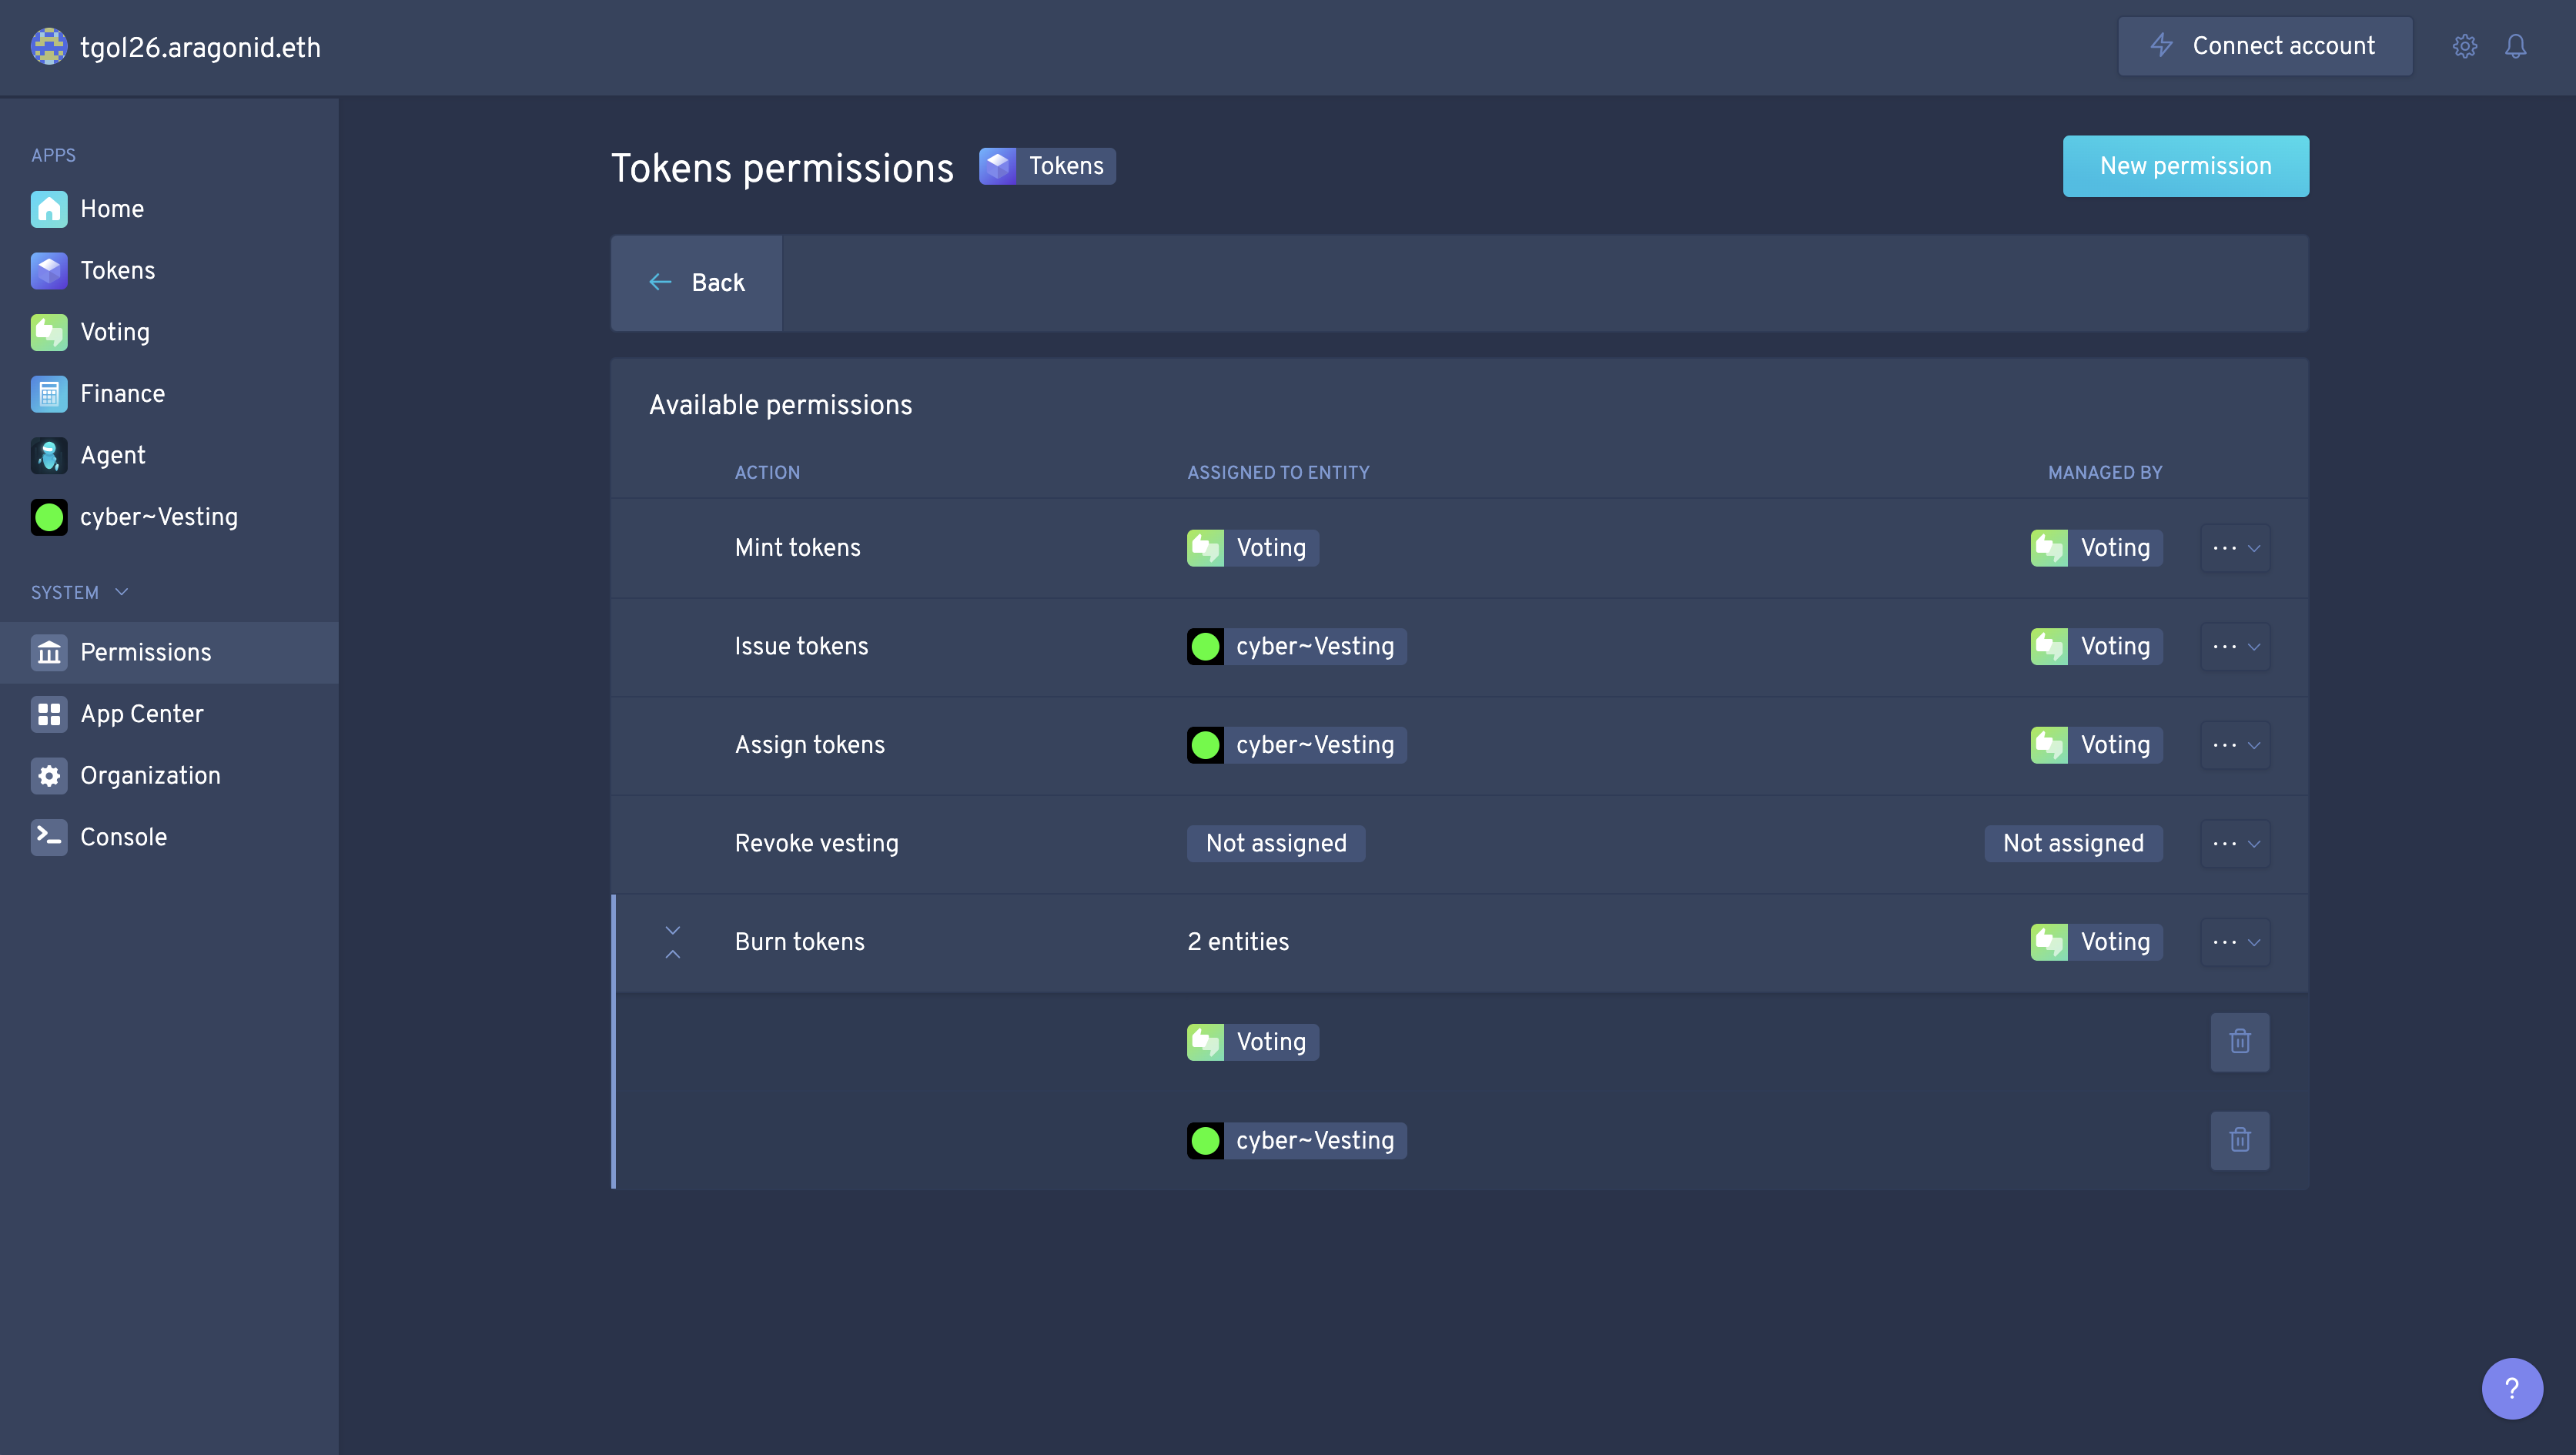 tgol26.aragonid.eth
Connect account
APPS
Home
Tokens
Voting
Finance
Agent
cyber~Vesting
SYSTEM
Permissions
App Center
Organization
Console
Tokens permissions
Tokens
New permission
Back
Available permissions
ACTION ASSIGNED TO ENTITY MANAGED BY
Mint tokens Voting Voting
Issue tokens cyber~Vesting Voting
Assign tokens cyber~Vesting Voting
Revoke vesting Not assigned Not assigned
Burn tokens 2 entities Voting
Voting
cyber~Vesting
?